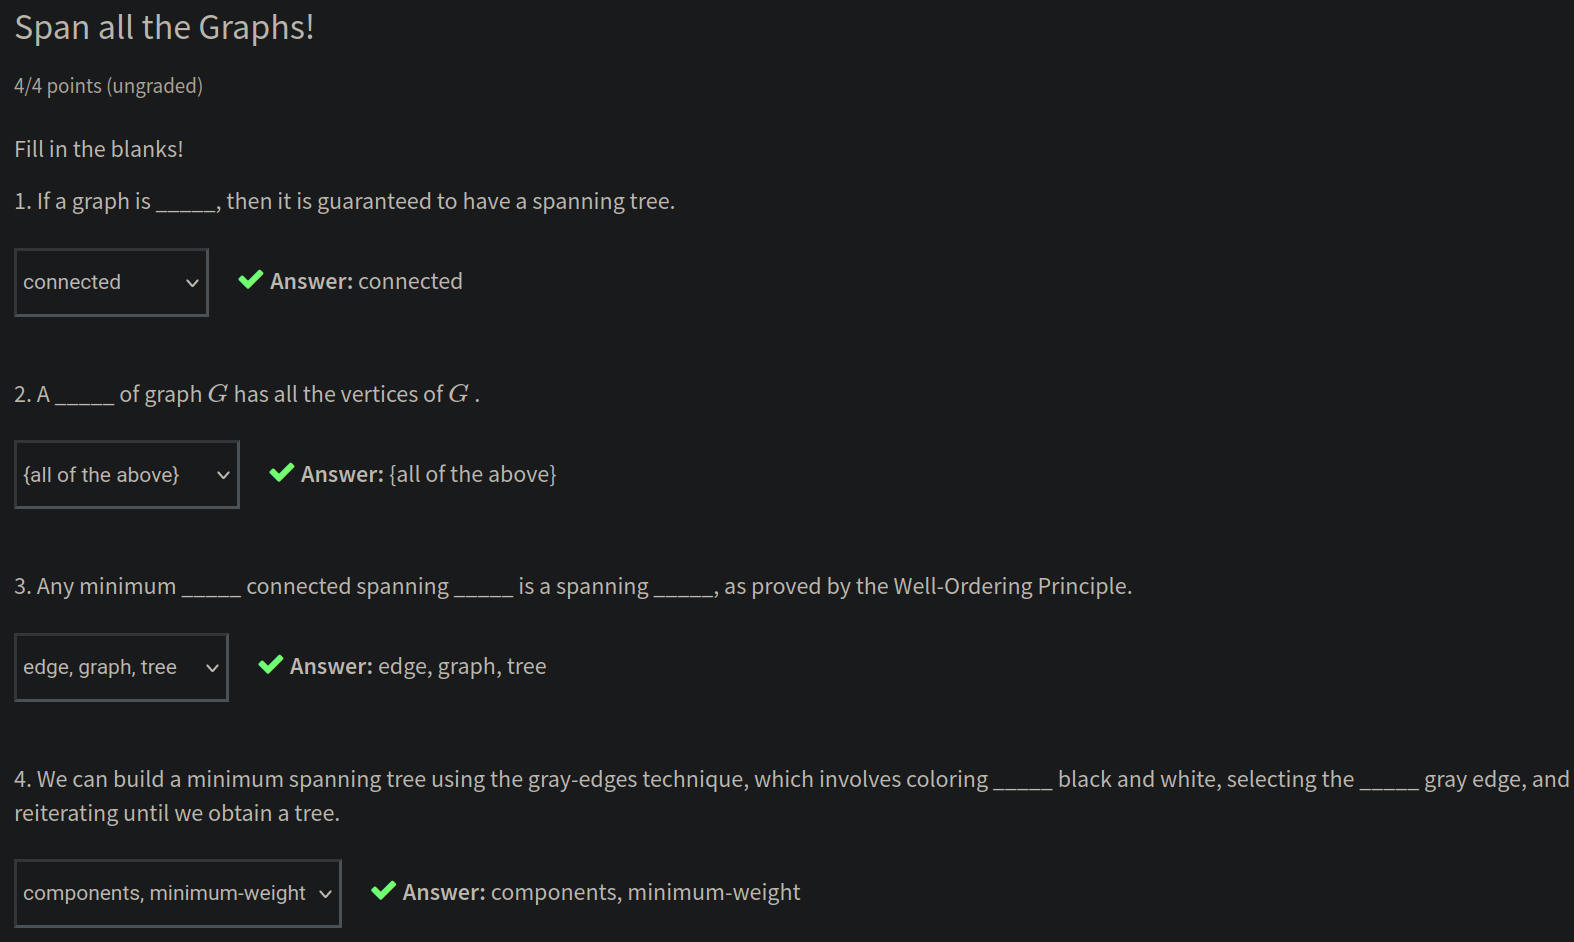 Span all the Graphs!
4/4 points (ungraded)
Fill in the blanks!
1. If a graph is _____, then it is guaranteed to have a spanning tree.
connected
Answer: connected
2. A _____ of graph G has all the vertices of G .
{all of the above}
Answer: {all of the above}
3. Any minimum _____ connected spanning _____ is a spanning _____, as proved by the Well-Ordering Principle.
edge, graph, tree
Answer: edge, graph, tree
4. We can build a minimum spanning tree using the gray-edges technique, which involves coloring _____ black and white, selecting the _____ gray edge, and
reiterating until we obtain a tree.
components, minimum-weight
Answer: components, minimum-weight